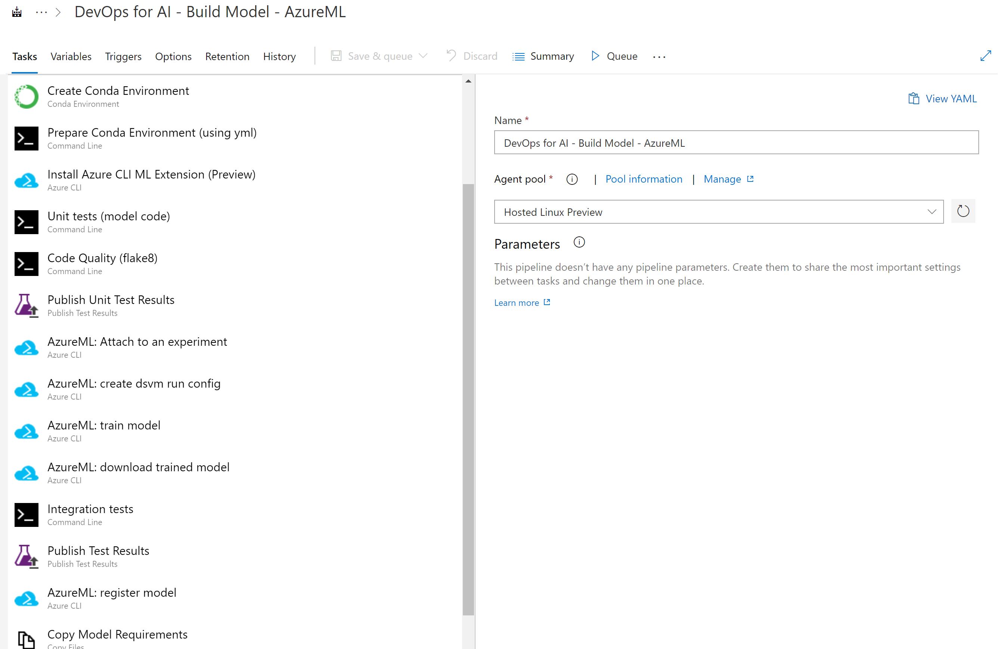 ··· > DevOps for AI - Build Model - AzureML
Tasks Variables Triggers Options Retention History Save & queue Discard Summary Queue ···
Create Conda Environment
Conda Environment
Prepare Conda Environment (using yml)
Command Line
Install Azure CLI ML Extension (Preview)
Azure CLI
Unit tests (model code)
Command Line
Code Quality (flake8)
Command Line
Publish Unit Test Results
Publish Test Results
AzureML: Attach to an experiment
Azure CLI
AzureML: create dsvm run config
Azure CLI
AzureML: train model
Azure CLI
AzureML: download trained model
Azure CLI
Integration tests
Command Line
Publish Test Results
Publish Test Results
AzureML: register model
Azure CLI
Copy Model Requirements
Copy Files
View YAML
Name *
DevOps for AI - Build Model - AzureML
Agent pool * | Pool information | Manage
Hosted Linux Preview
Parameters
This pipeline doesn't have any pipeline parameters. Create them to share the most important settings
between tasks and change them in one place.
Learn more